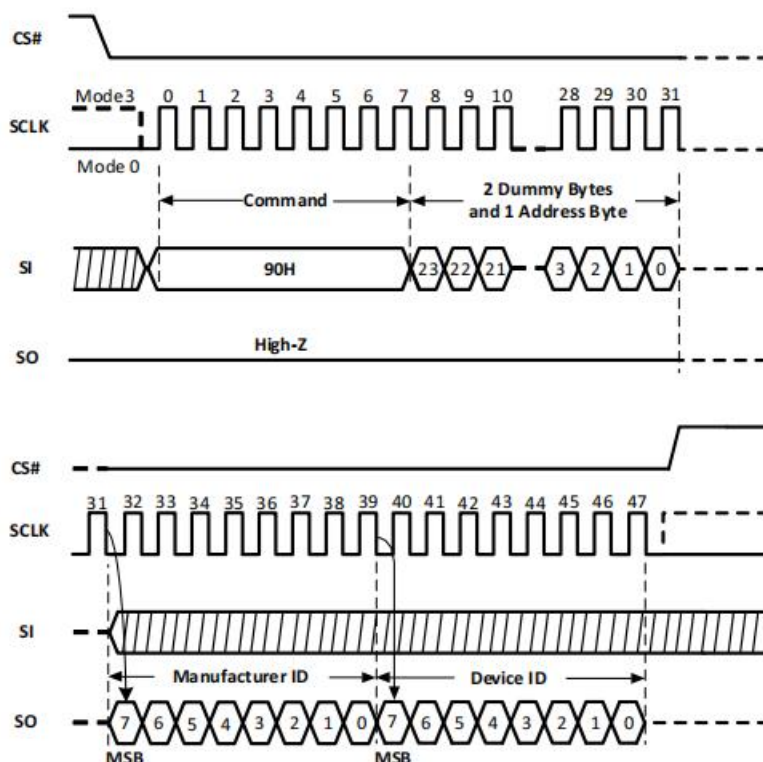 CS#
Mode3 0 1 2 3 4 5 6 7 8 9 10 28 29 30 31
SCLK
Mode 0
Command
2 Dummy Bytes
and 1 Address Byte
SI 90H 23 22 21 3 2 1 0
High-Z
SO
CS#
31 32 33 34 35 36 37 38 39 40 41 42 43 44 45 46 47
SCLK
SI
Manufacturer ID Device ID
SO 7 6 5 4 3 2 1 0 7 6 5 4 3 2 1 0
MSB MSB